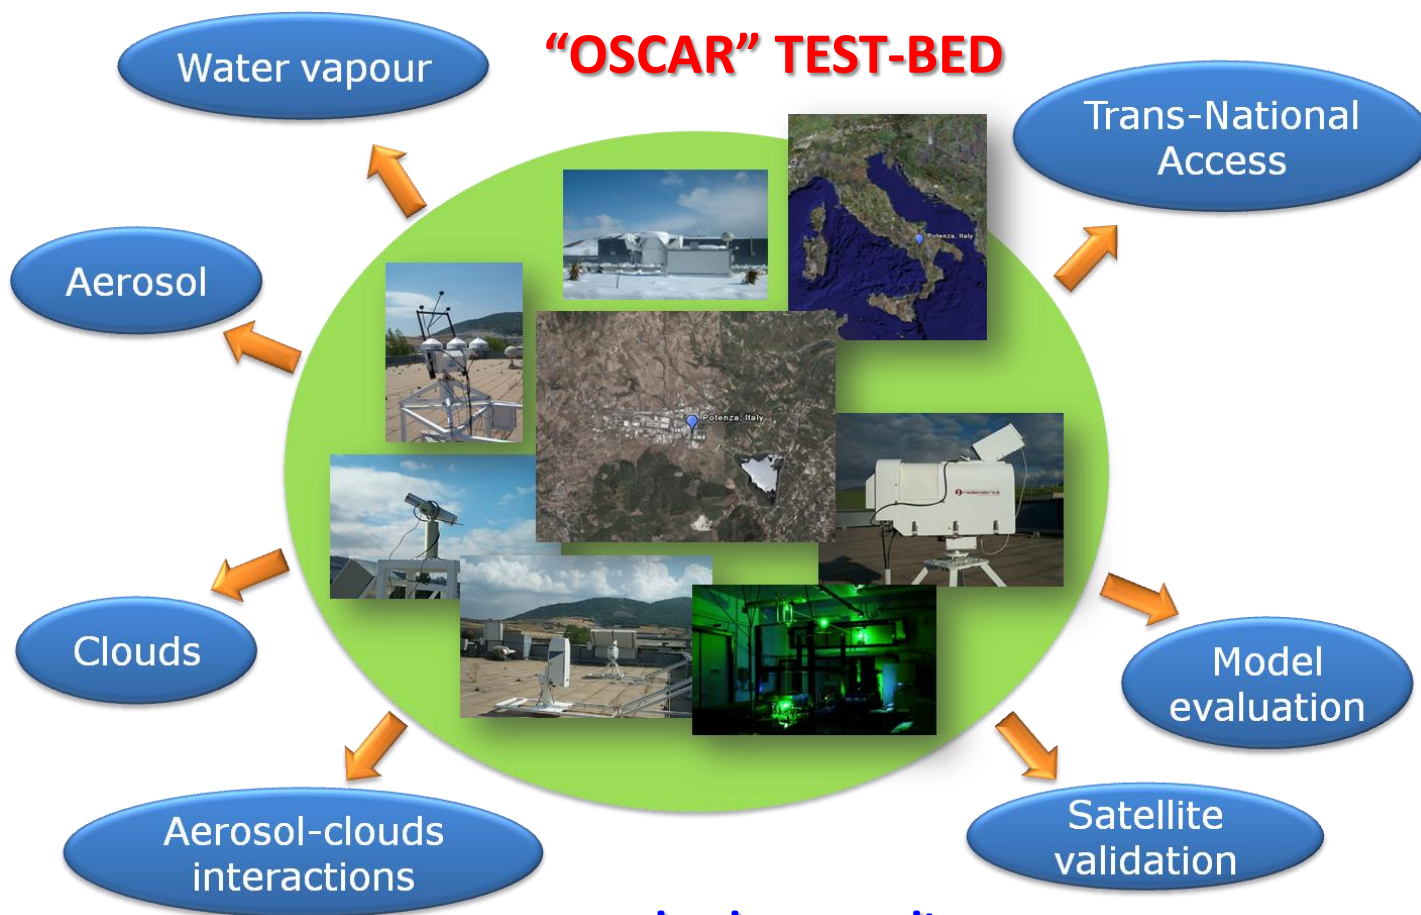 “OSCAR” TEST-BED
Water vapour
Trans-National
Access
Aerosol
Potenza, Italy
Potenza, Italy
radiometrics
Clouds
Model
evaluation
Aerosol-clouds
interactions
Satellite
validation